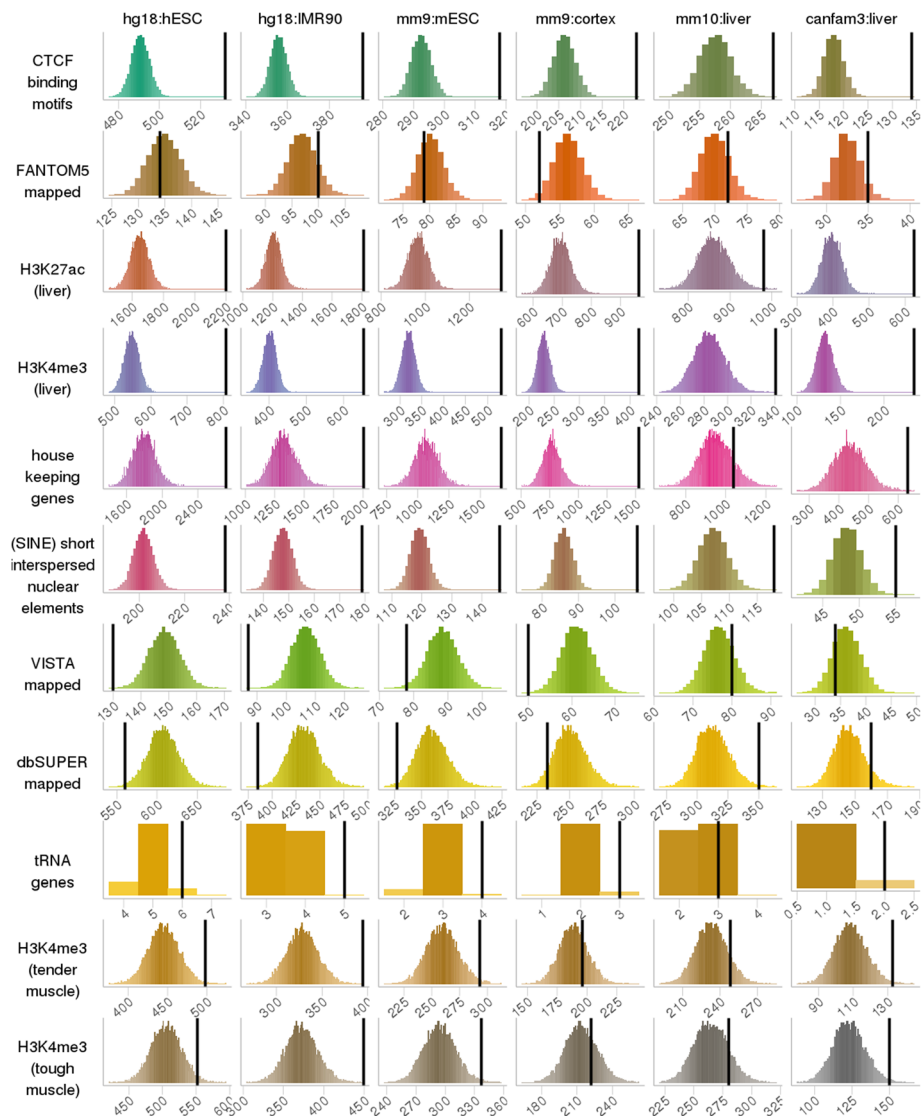 hg18:hESC hg18:IMR90 mm9:mESC mm9:cortex mm10:liver canfam3:liver
CTCF
binding
motifs
480 500 520 340 360 380 280 290 300 310 320 200 205 210 215 220 250 255 260 265 110 115 120 125 130 135
FANTOM5
mapped
125 130 135 140 145 90 95 100 105 75 80 85 90 50 55 60 65 65 70 75 80 30 35 40
H3K27ac
(liver)
1600 1800 2000 2200 1200 1400 1600 1800 800 1000 1200 600 700 800 900 800 900 1000 300 400 500 600
H3K4me3
(liver)
500 600 700 800 400 500 600 300 350 400 450 500 200 250 300 350 400 240 260 280 300 320 340 100 150 200
house
keeping
genes
1600 2000 2400 1000 1250 1500 1750 2000 750 1000 1250 1500 500 750 1000 1250 1500 800 1000 1200 300 400 500 600
(SINE) short
interspersed
nuclear
elements
200 220 240 140 150 160 170 180 110 120 130 140 80 90 100 100 105 110 115 45 50 55
VISTA
mapped
130 140 150 160 170 90 100 110 120 70 80 90 100 50 60 70 60 70 80 90 30 35 40 45 50
dbSUPER
mapped
550 600 650 375 400 425 450 475 500 325 350 375 400 425 225 250 275 300 275 300 325 350 130 150 170 190
tRNA
genes
4 5 6 7 3 4 5 2 3 4 1 2 3 2 3 4 0.5 1.0 1.5 2.0 2.5
H3K4me3
(tender
muscle)
400 450 500 300 350 400 225 250 275 300 150 175 200 225 210 240 270 90 110 130
H3K4me3
(tough
muscle)
450 500 550 600 300 350 400 450 240 270 300 330 360 180 210 240 225 250 275 300 325 100 125 150